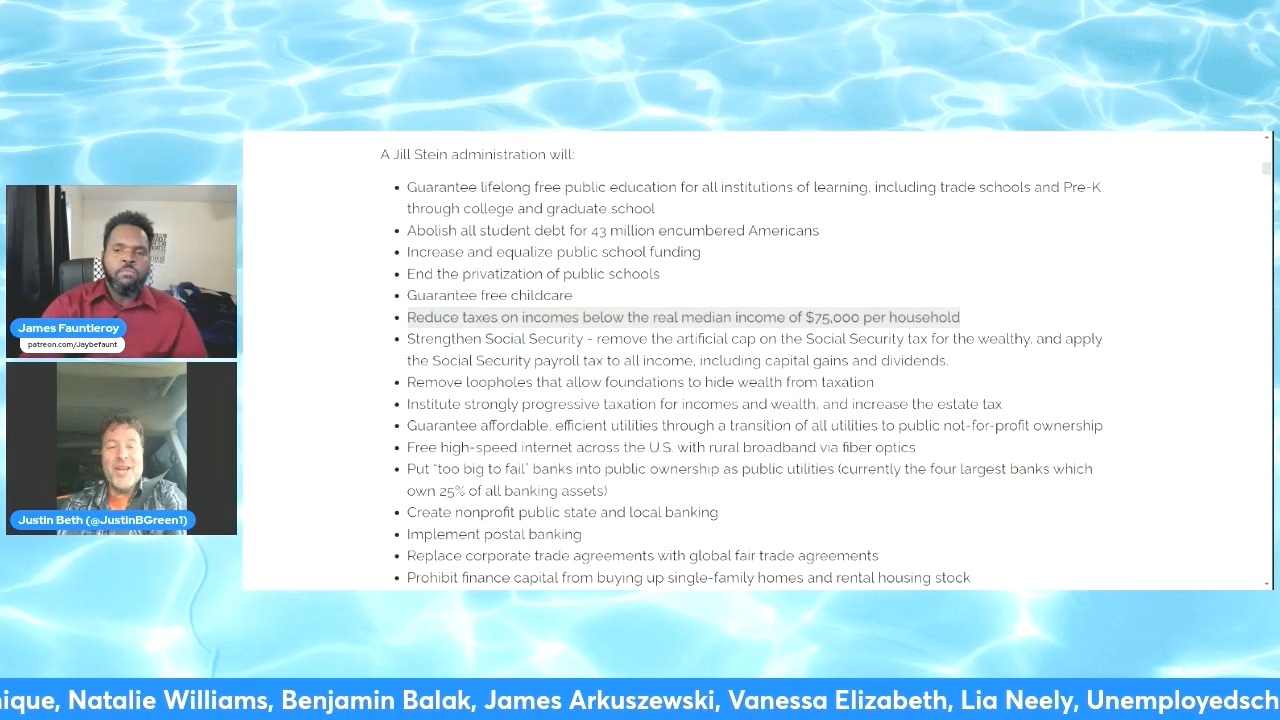 A Jill Stein administration will:
Guarantee lifelong free public education for all institutions of learning, including trade schools and Pre-K
through college and graduate school
Abolish all student debt for 43 million encumbered Americans
Increase and equalize public school funding
End the privatization of public schools
Guarantee free childcare
Reduce taxes on incomes below the real median income of $75,000 per household
Strengthen Social Security - remove the artificial cap on the Social Security tax for the wealthy, and apply
the Social Security payroll tax to all income, including capital gains and dividends.
Remove loopholes that allow foundations to hide wealth from taxation
Institute strongly progressive taxation for incomes and wealth, and increase the estate tax
Guarantee affordable, efficient utilities through a transition of all utilities to public not-for-profit ownership
Free high-speed internet across the U.S. with rural broadband via fiber optics
Put "too big to fail" banks into public ownership as public utilities (currently the four largest banks which
own 25% of all banking assets)
Create nonprofit public state and local banking
Implement postal banking
Replace corporate trade agreements with global fair trade agreements
Prohibit finance capital from buying up single-family homes and rental housing stock
James Fauntleroy
patreon.com/Jaybefaunt
Justin Beth (@JustinBGreen1)
ique, Natalie Williams, Benjamin Balak, James Arkuszewski, Vanessa Elizabeth, Lia Neely, Unemployedsch